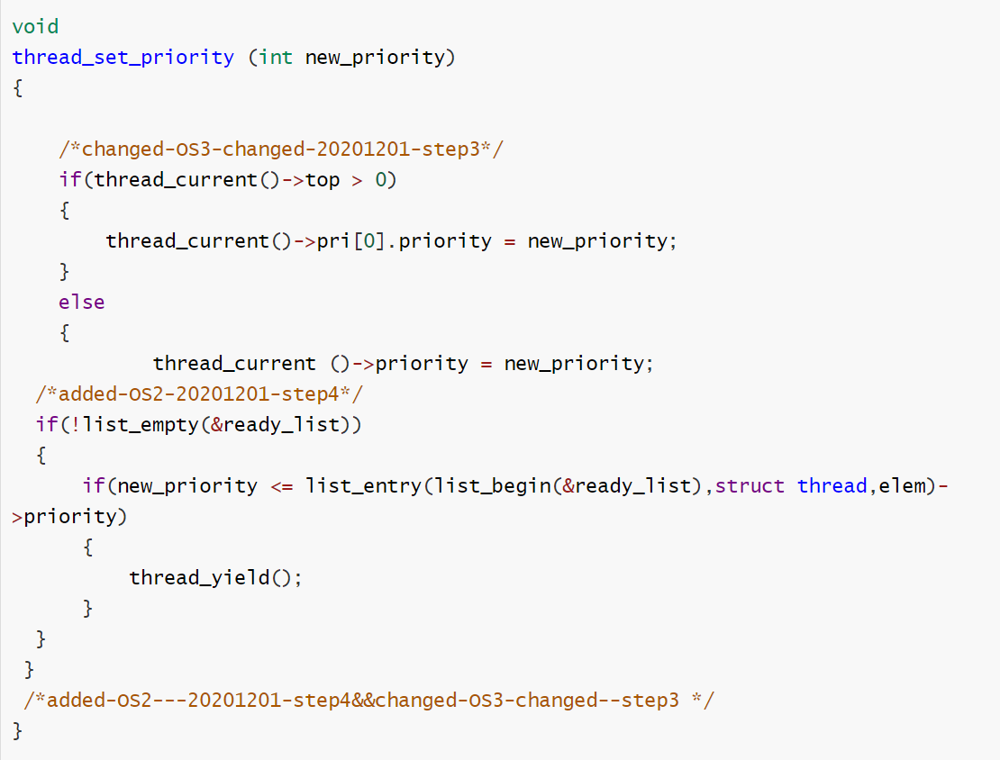 void
thread_set_priority (int new_priority)
{
/*changed-OS3-changed-20201201-step3*/
if(thread_current()->top > 0)
{
thread_current()->pri[0].priority = new_priority;
}
else
{
thread_current ()->priority = new_priority;
/*added-OS2-20201201-step4*/
if(!list_empty(&ready_list))
{
if(new_priority <= list_entry(list_begin(&ready_list),struct thread,elem)-
>priority)
{
thread_yield();
}
}
}
/*added-OS2---20201201-step4&&changed-OS3-changed--step3 */
}